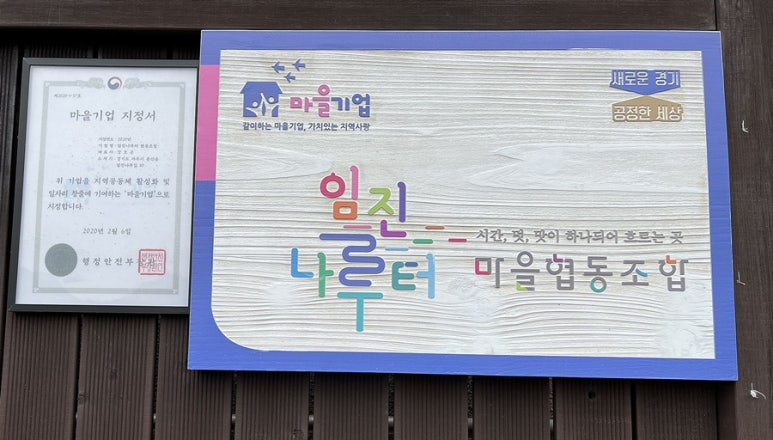 마을기업 지정서
위 기업을 지역공동체 활성화 및
일자리 창출에 기여하는 '마을기업'으로
지정합니다.
2020년 2월 6일
행정안전부장관
마을기업
같이하는 마을기업, 가치있는 지역사랑
새로운 경기
공정한 세상
임진
나루터
시간, 멋, 맛이 하나되어 흐르는 곳
마을협동조합